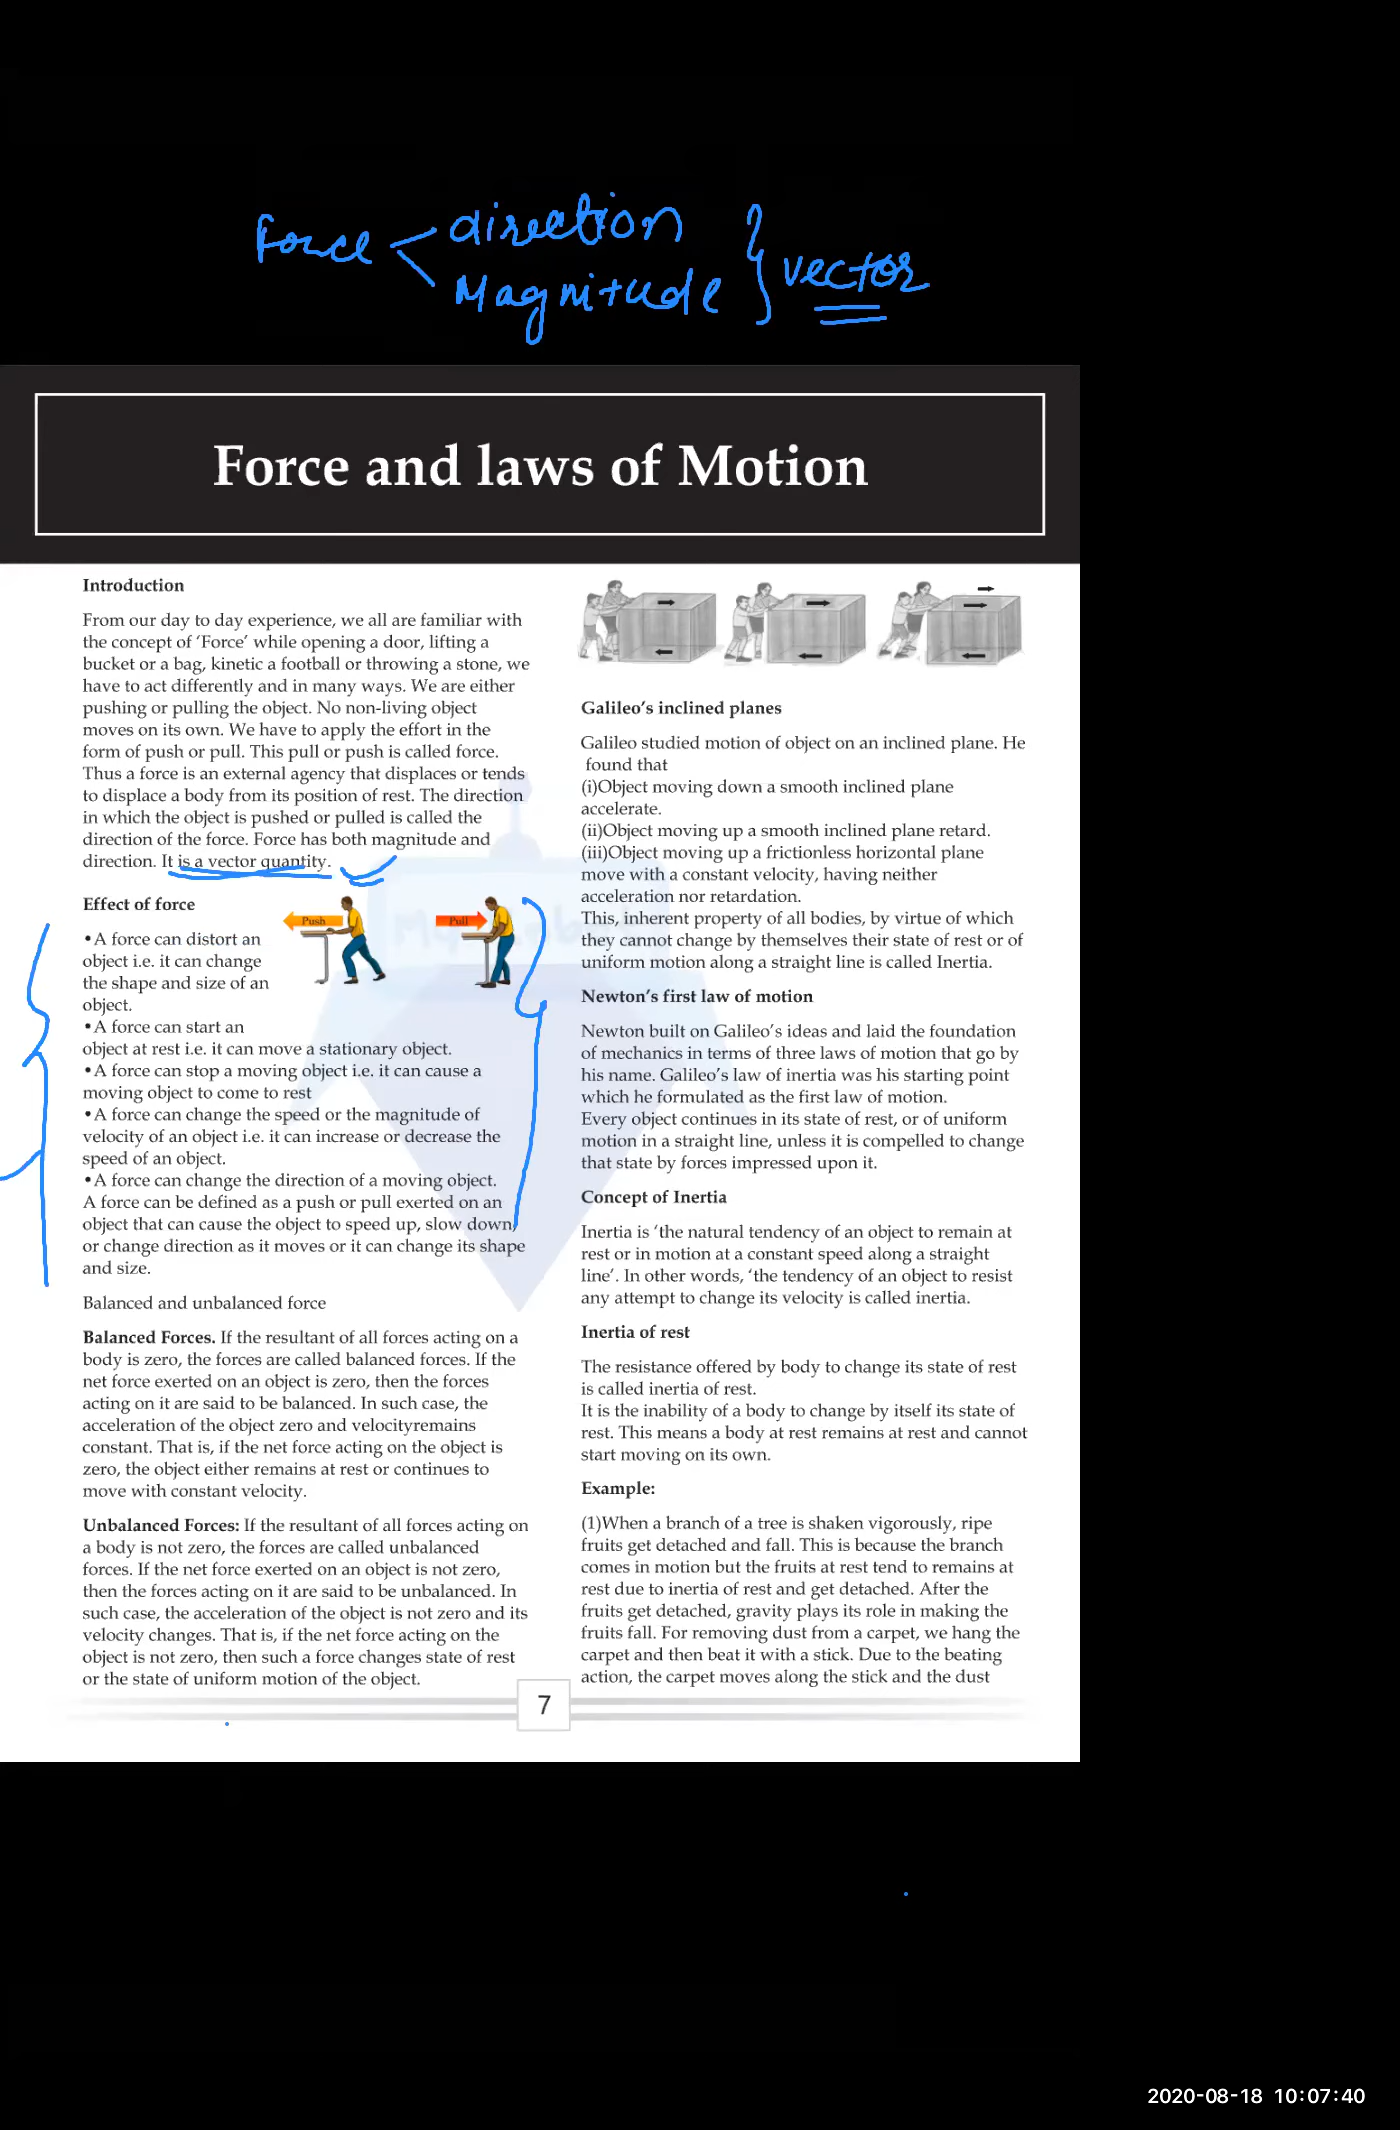 Force < direction
Magnitude } vector
Force and laws of Motion
Introduction
From our day to day experience, we all are familiar with
the concept of ‘Force’ while opening a door, lifting a
bucket or a bag, kinetic a football or throwing a stone, we
have to act differently and in many ways. We are either
pushing or pulling the object. No non-living object
moves on its own. We have to apply the effort in the
form of push or pull. This pull or push is called force.
Thus a force is an external agency that displaces or tends
to displace a body from its position of rest. The direction
in which the object is pushed or pulled is called the
direction of the force. Force has both magnitude and
direction. It is a vector quantity.
Effect of force
Push
Pull
•A force can distort an
object i.e. it can change
the shape and size of an
object.
•A force can start an
object at rest i.e. it can move a stationary object.
•A force can stop a moving object i.e. it can cause a
moving object to come to rest
•A force can change the speed or the magnitude of
velocity of an object i.e. it can increase or decrease the
speed of an object.
•A force can change the direction of a moving object.
A force can be defined as a push or pull exerted on an
object that can cause the object to speed up, slow down,
or change direction as it moves or it can change its shape
and size.
Balanced and unbalanced force
Balanced Forces. If the resultant of all forces acting on a
body is zero, the forces are called balanced forces. If the
net force exerted on an object is zero, then the forces
acting on it are said to be balanced. In such case, the
acceleration of the object zero and velocityremains
constant. That is, if the net force acting on the object is
zero, the object either remains at rest or continues to
move with constant velocity.
Unbalanced Forces: If the resultant of all forces acting on
a body is not zero, the forces are called unbalanced
forces. If the net force exerted on an object is not zero,
then the forces acting on it are said to be unbalanced. In
such case, the acceleration of the object is not zero and its
velocity changes. That is, if the net force acting on the
object is not zero, then such a force changes state of rest
or the state of uniform motion of the object.
Galileo’s inclined planes
Galileo studied motion of object on an inclined plane. He
found that
(i)Object moving down a smooth inclined plane
accelerate.
(ii)Object moving up a smooth inclined plane retard.
(iii)Object moving up a frictionless horizontal plane
move with a constant velocity, having neither
acceleration nor retardation.
This, inherent property of all bodies, by virtue of which
they cannot change by themselves their state of rest or of
uniform motion along a straight line is called Inertia.
Newton’s first law of motion
Newton built on Galileo’s ideas and laid the foundation
of mechanics in terms of three laws of motion that go by
his name. Galileo’s law of inertia was his starting point
which he formulated as the first law of motion.
Every object continues in its state of rest, or of uniform
motion in a straight line, unless it is compelled to change
that state by forces impressed upon it.
Concept of Inertia
Inertia is ‘the natural tendency of an object to remain at
rest or in motion at a constant speed along a straight
line’. In other words, ‘the tendency of an object to resist
any attempt to change its velocity is called inertia.
Inertia of rest
The resistance offered by body to change its state of rest
is called inertia of rest.
It is the inability of a body to change by itself its state of
rest. This means a body at rest remains at rest and cannot
start moving on its own.
Example:
(1)When a branch of a tree is shaken vigorously, ripe
fruits get detached and fall. This is because the branch
comes in motion but the fruits at rest tend to remains at
rest due to inertia of rest and get detached. After the
fruits get detached, gravity plays its role in making the
fruits fall. For removing dust from a carpet, we hang the
carpet and then beat it with a stick. Due to the beating
action, the carpet moves along the stick and the dust
7
2020-08-18 10:07:40